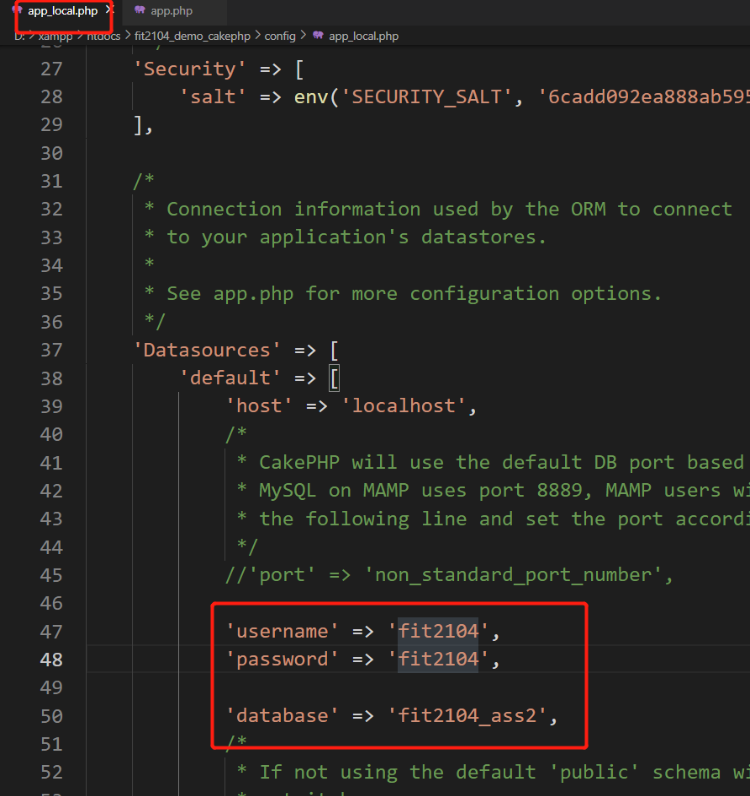 app_local.php × app.php
D: > xampp > htdocs > fit2104_demo_cakephp > config > app_local.php
27 'Security' => [
28 'salt' => env('SECURITY_SALT', '6cadd092ea888ab595
29 ],
30
31 /*
32 * Connection information used by the ORM to connect
33 * to your application's datastores.
34 *
35 * See app.php for more configuration options.
36 */
37 'Datasources' => [
38 'default' => [
39 'host' => 'localhost',
40 /*
41 * CakePHP will use the default DB port based
42 * MySQL on MAMP uses port 8889, MAMP users wi
43 * the following line and set the port accordi
44 */
45 //'port' => 'non_standard_port_number',
46
47 'username' => 'fit2104',
48 'password' => 'fit2104',
49
50 'database' => 'fit2104_ass2',
51 /*
52 * If not using the default 'public' schema wi